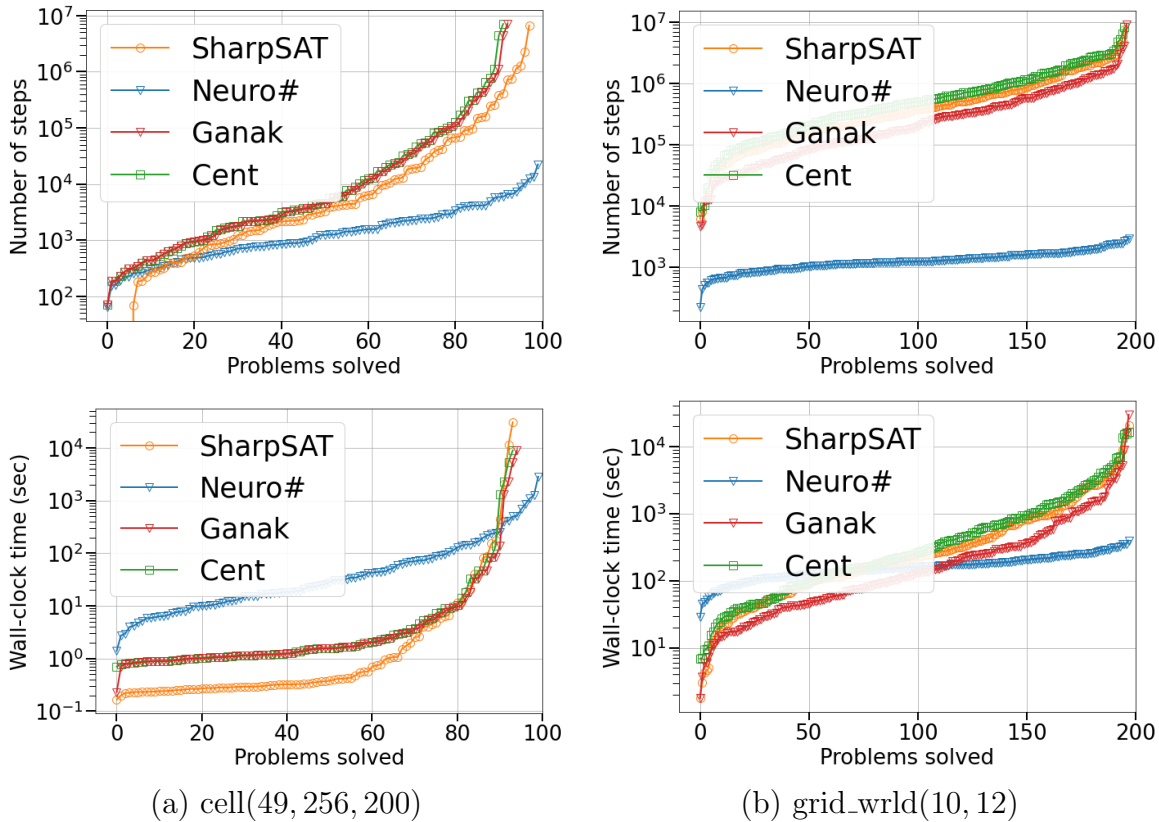 10^7
10^6
10^5
10^4
10^3
10^2
Number of steps
SharpSAT
Neuro#
Ganak
Cent
0 20 40 60 80 100
Problems solved
10^7
10^6
10^5
10^4
10^3
Number of steps
SharpSAT
Neuro#
Ganak
Cent
0 50 100 150 200
Problems solved
10^4
10^3
10^2
10^1
10^0
10^−1
Wall-clock time (sec)
SharpSAT
Neuro#
Ganak
Cent
0 20 40 60 80 100
Problems solved
10^4
10^3
10^2
10^1
Wall-clock time (sec)
SharpSAT
Neuro#
Ganak
Cent
0 50 100 150 200
Problems solved
(a) cell(49, 256, 200)
(b) grid_wrld(10, 12)